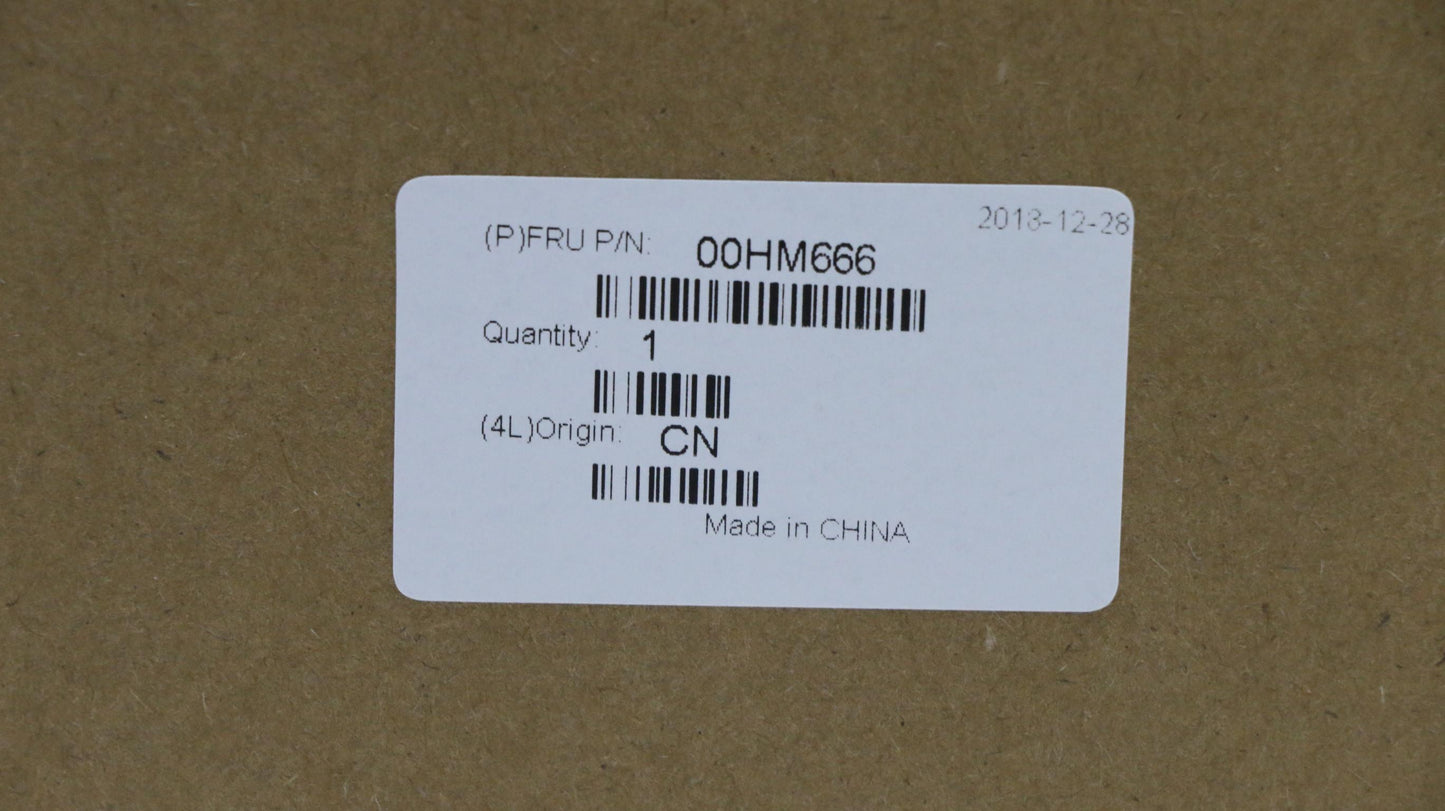 2018-12-28
(P)FRU P/N: 00HM666
Quantity: 1
(4L)Origin: CN
Made in CHINA